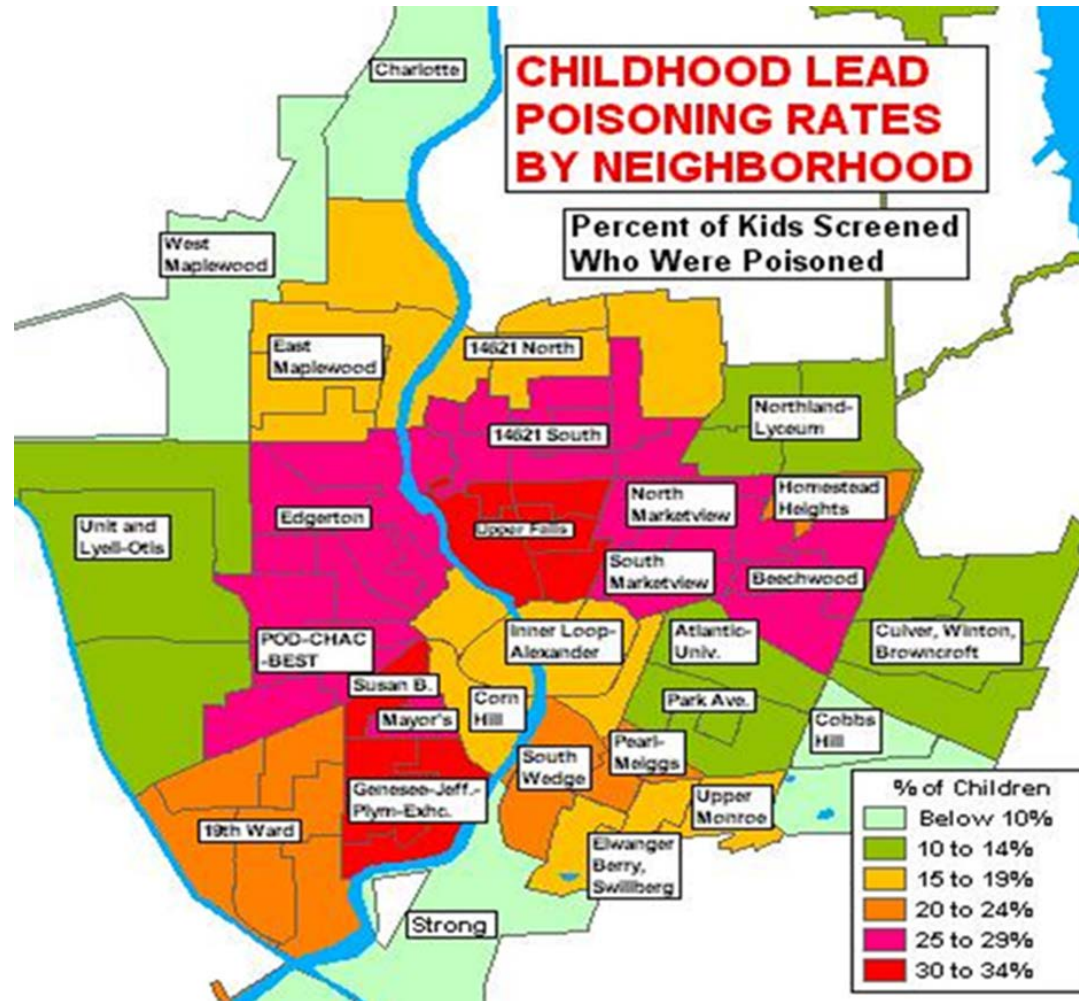 Charlotte
CHILDHOOD LEAD
POISONING RATES
BY NEIGHBORHOOD
Percent of Kids Screened
Who Were Poisoned
West
Maplewood
East
Maplewood
14621 North
Northland-
Lyceum
14621 South
Homestead
Heights
North
Marketview
Edgerton
Upper Falls
Unit and
Lyell-Otis
South
Marketview
Beechwood
POD-CHAC
-BEST
Inner Loop-
Alexander
Atlantic-
Univ.
Culver, Winton,
Browncroft
Susan B.
Mayor's
Corn
Hill
Park Ave.
Cobbs
Hill
South
Wedge
Pearl-
Meiggs
Genesee-Jeff.-
Plym-Exhc.
Upper
Monroe
19th Ward
Elwanger
Berry,
Swillberg
Strong
% of Children
Below 10%
10 to 14%
15 to 19%
20 to 24%
25 to 29%
30 to 34%